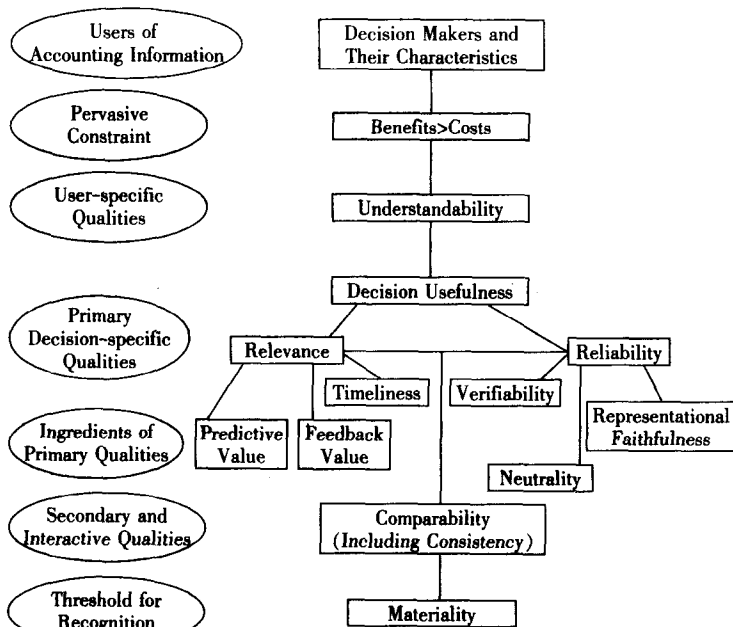 Users of
Accounting Information
Decision Makers and
Their Characteristics
Pervasive
Constraint
Benefits>Costs
User-specific
Qualities
Understandability
Decision Usefulness
Primary
Decision-specific
Qualities
Relevance
Reliability
Timeliness
Verifiability
Ingredients of
Primary Qualities
Predictive
Value
Feedback
Value
Representational
Faithfulness
Neutrality
Secondary and
Interactive Qualities
Comparability
(Including Consistency)
Threshold for
Recognition
Materiality